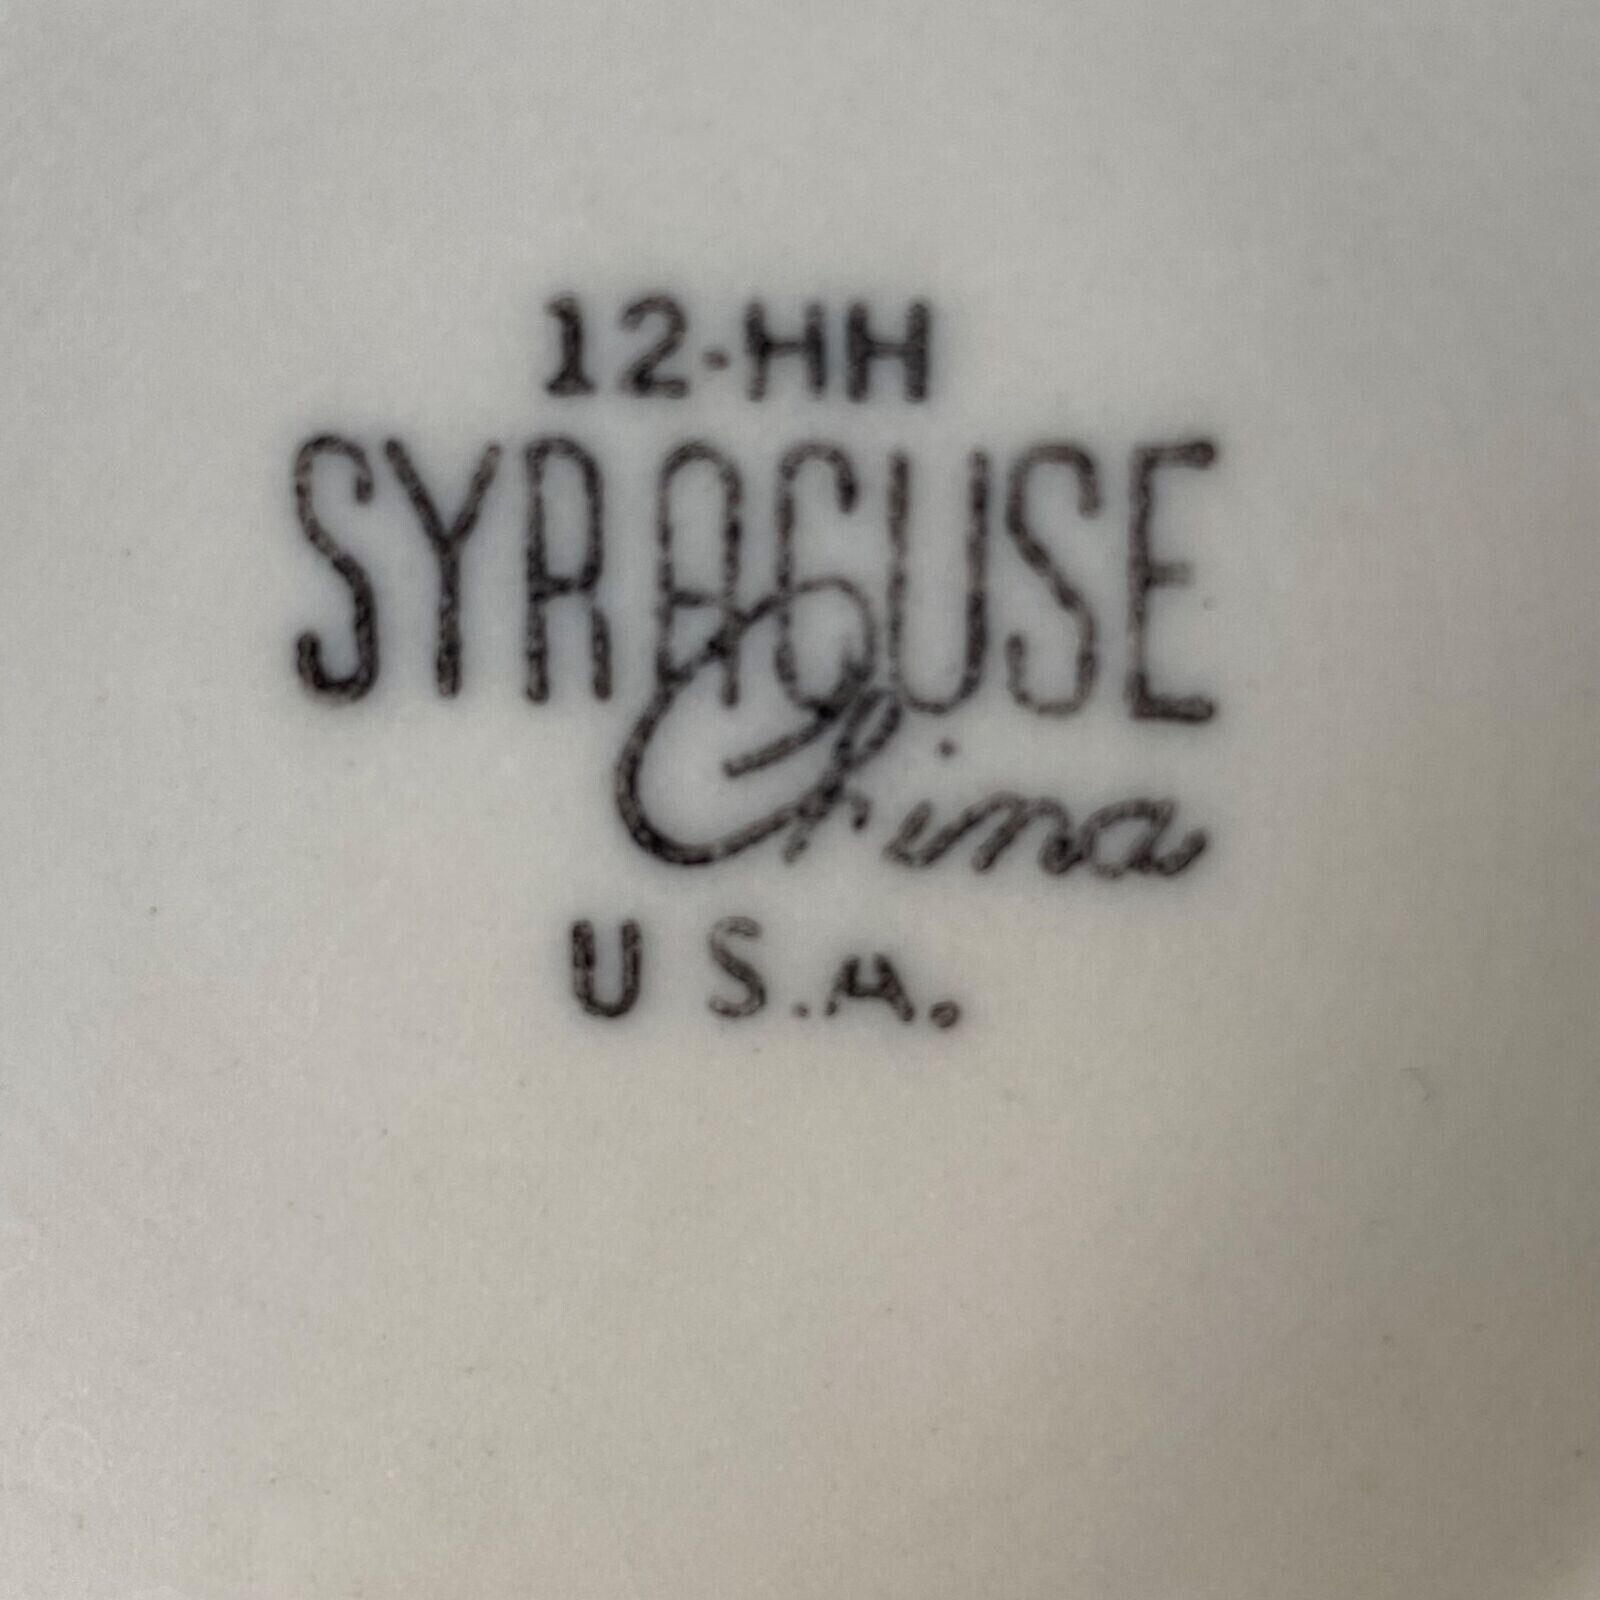 12-HH
SYRACUSE
China
U S.A.